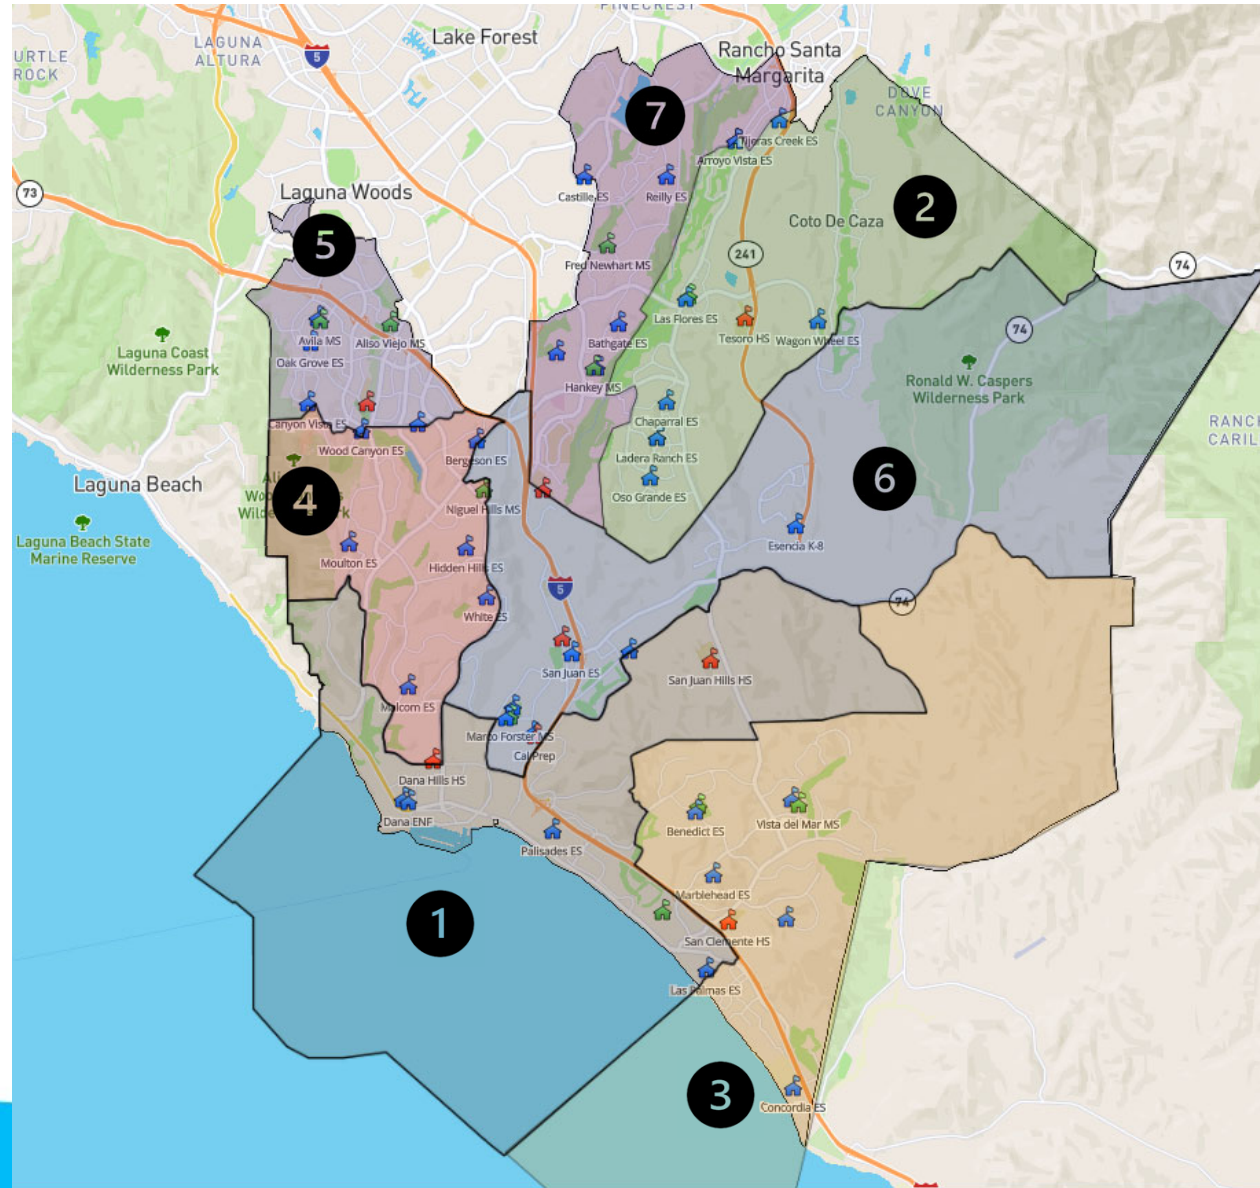 PINECREST
Lake Forest
LAGUNA
ALTURA
5
Rancho Santa
Margarita
DOVE
CANYON
7
Tijeras Creek ES
Arroyo Vista ES
73
Laguna Woods
Castille ES
Reilly ES
2
Coto De Caza
5
Fred Newhart MS
241
74
Las Flores ES
Tesoro HS
Wagon Wheel ES
74
Avila MS
Aliso Viejo MS
Oak Grove ES
Bathgate ES
Laguna Coast
Wilderness Park
Hankey MS
Ronald W. Caspers
Wilderness Park
Canyon Vista ES
Wood Canyon ES
Chaparral ES
Bergeson ES
Ladera Ranch ES
6
Laguna Beach
4
Oso Grande ES
Niguel Hills MS
Laguna Beach State
Marine Reserve
Esencia K-8
Moulton ES
Hidden Hills ES
5
74
White ES
San Juan ES
San Juan Hills HS
Malcom ES
Marco Forster MS
Cal Prep
Dana Hills HS
Dana ENF
Benedict ES
Vista del Mar MS
Palisades ES
Marblehead ES
1
San Clemente HS
Las Palmas ES
3
Concordia ES